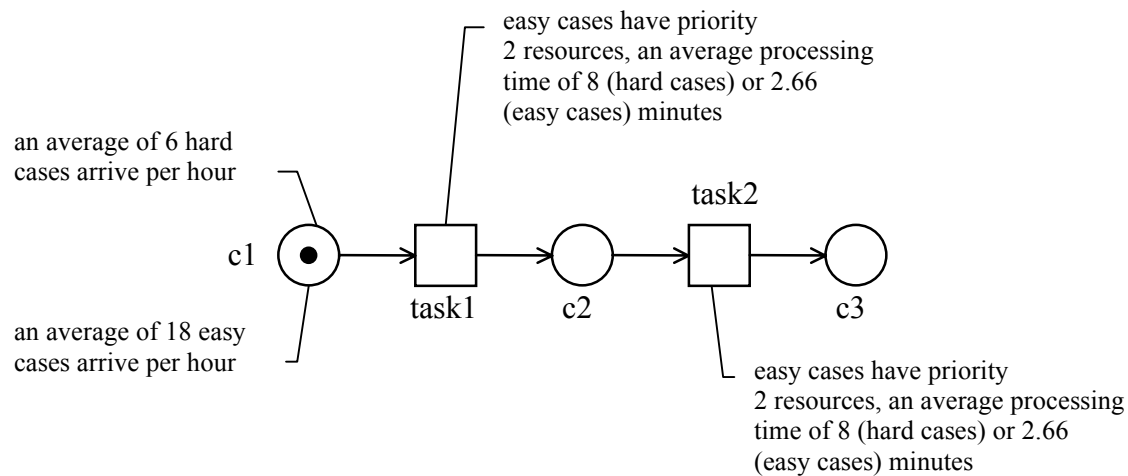 easy cases have priority
2 resources, an average processing
time of 8 (hard cases) or 2.66
(easy cases) minutes
an average of 6 hard
cases arrive per hour
task2
c1
task1
c2
c3
an average of 18 easy
cases arrive per hour
easy cases have priority
2 resources, an average processing
time of 8 (hard cases) or 2.66
(easy cases) minutes